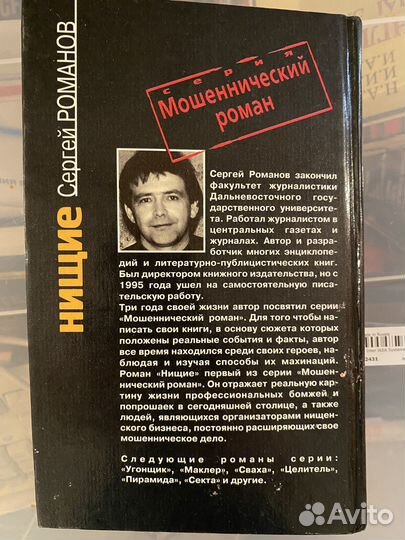 нищие Сергей РОМАНОВ
серия
Мошеннический
роман
Сергей Романов закончил
факультет журналистики
Дальневосточного госу-
дарственного университе-
та. Работал журналистом в
центральных газетах и
журналах. Автор и разра-
ботчик многих энциклопе-
дий и литературно-публицистических книг.
Был директором книжного издательства, но с
1995 года ушел на самостоятельную писа-
тельскую работу.
Три года своей жизни автор посвятил серии
«Мошеннический роман». Для того чтобы на-
писать свои книги, в основу сюжета которых
положены реальные события и факты, автор
все время находился среди своих героев, на-
блюдая и изучая способы их махинаций.
Роман «Нищие» первый из серии «Мошен-
нический роман». Он отражает реальную кар-
тину жизни профессиональных бомжей и
попрошаек в сегодняшней столице, а также
людей, являющихся организаторами нищен-
ского бизнеса, постоянно расширяющих свое
мошенническое дело.
Следующие романы серии:
«Угонщик», «Маклер», «Сваха», «Целитель»,
«Пирамида», «Секта» и другие.
Avito